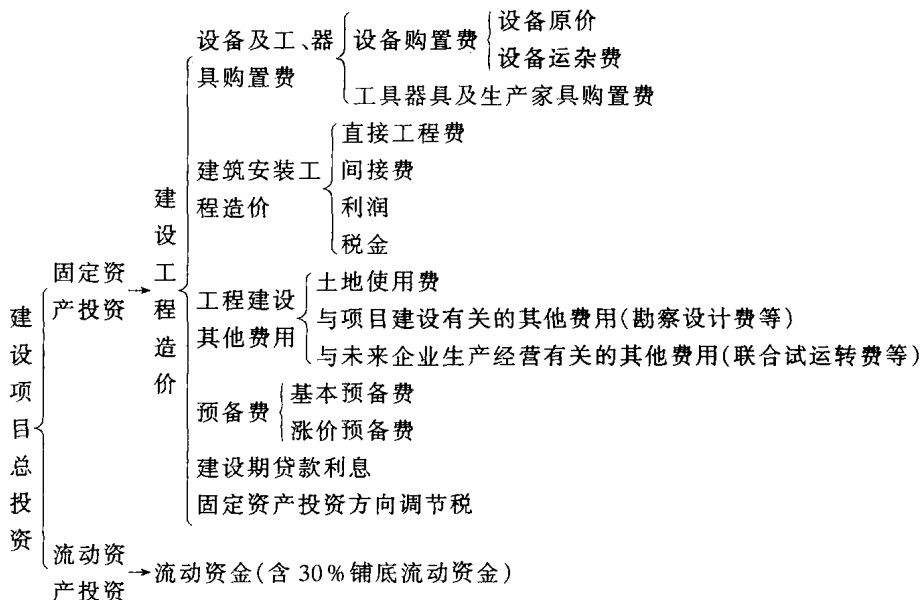 建设项目总投资
固定资产投资
建设工程造价
设备及工、器具购置费
设备购置费
设备原价
设备运杂费
工具器具及生产家具购置费
建筑安装工程造价
直接工程费
间接费
利润
税金
工程建设其他费用
土地使用费
与项目建设有关的其他费用(勘察设计费等)
与未来企业生产经营有关的其他费用(联合试运转费等)
预备费
基本预备费
涨价预备费
建设期贷款利息
固定资产投资方向调节税
流动资产投资
流动资金(含30%铺底流动资金)